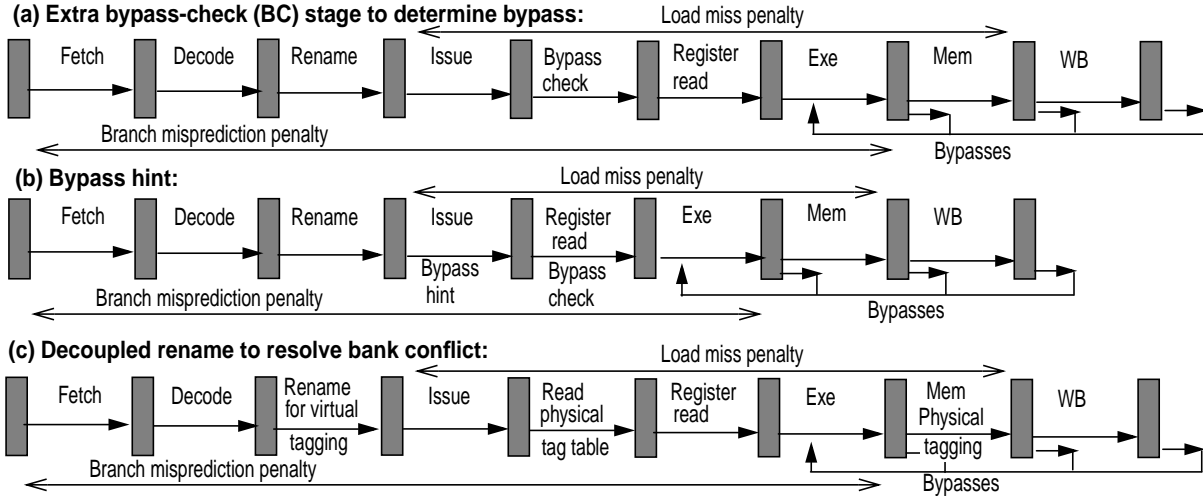 (a) Extra bypass-check (BC) stage to determine bypass:
Load miss penalty
Fetch
Decode
Rename
Issue
Bypass
check
Register
read
Exe
Mem
WB
Branch misprediction penalty
Bypasses
(b) Bypass hint:
Load miss penalty
Fetch
Decode
Rename
Issue
Bypass
hint
Register
read
Bypass
check
Exe
Mem
WB
Branch misprediction penalty
Bypasses
(c) Decoupled rename to resolve bank conflict:
Load miss penalty
Fetch
Decode
Rename
for virtual
tagging
Issue
Read
physical
tag table
Register
read
Exe
Mem
Physical
tagging
WB
Branch misprediction penalty
Bypasses